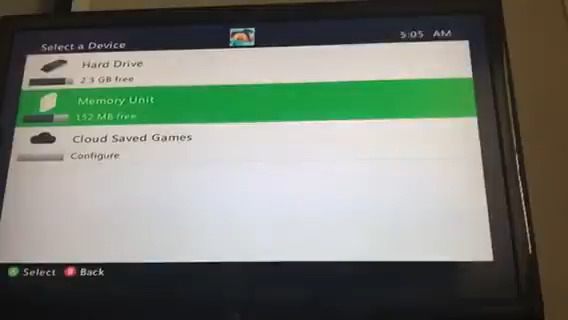 Select a Device
5:05 AM
Hard Drive
2.3 GB free
Memory Unit
152 MB free
Cloud Saved Games
Configure
A Select B Back